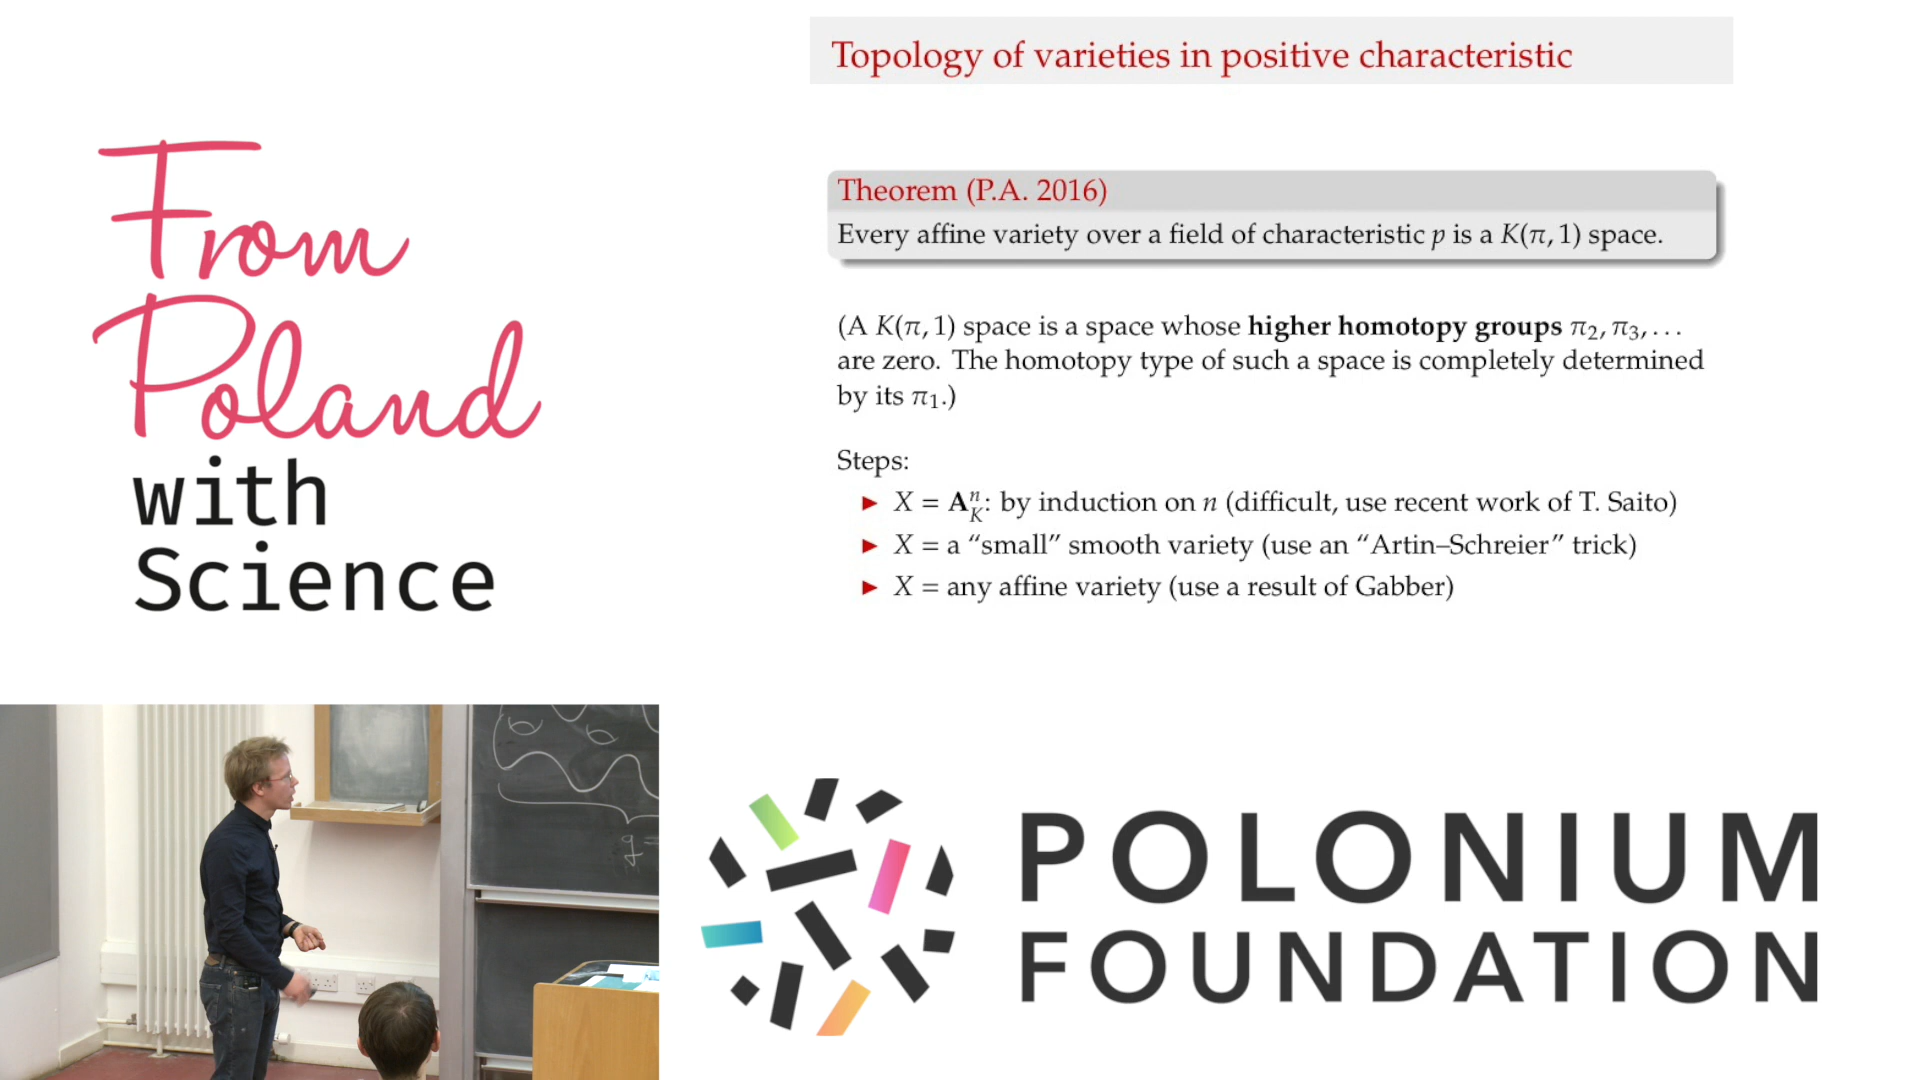 Topology of varieties in positive characteristic
From
Poland
with
Science
Theorem (P.A. 2016)
Every affine variety over a field of characteristic p is a K(π, 1) space.
(A K(π, 1) space is a space whose higher homotopy groups π₂, π₃, . . .
are zero. The homotopy type of such a space is completely determined
by its π₁.)
Steps:
► X = Aⁿ_K: by induction on n (difficult, use recent work of T. Saito)
► X = a “small” smooth variety (use an “Artin–Schreier” trick)
► X = any affine variety (use a result of Gabber)
g =
POLONIUM
FOUNDATION